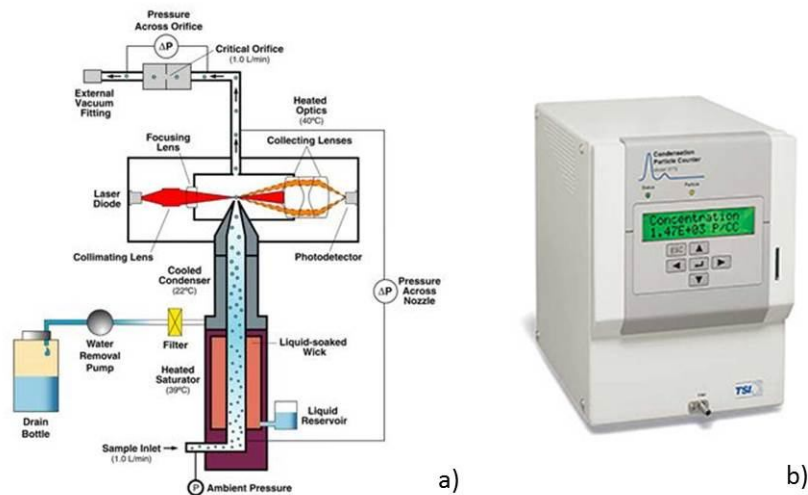 Pressure
Across Orifice
ΔP
Critical Orifice
(1.0 L/min)
External
Vacuum
Fitting
Heated
Optics
(40ºC)
Focusing
Lens
Collecting Lenses
Laser
Diode
Collimating Lens
Photodetector
Cooled
Condenser
(22ºC)
ΔP
Pressure
Across
Nozzle
Water
Removal
Pump
Filter
Liquid-soaked
Wick
Heated
Saturator
(39ºC)
Drain
Bottle
Liquid
Reservoir
Sample Inlet
(1.0 L/min)
P
Ambient Pressure
a)
Condensation
Particle Counter
Status
Particle
Concentration
1.47E+03 P/CC
ESC
TSI
b)